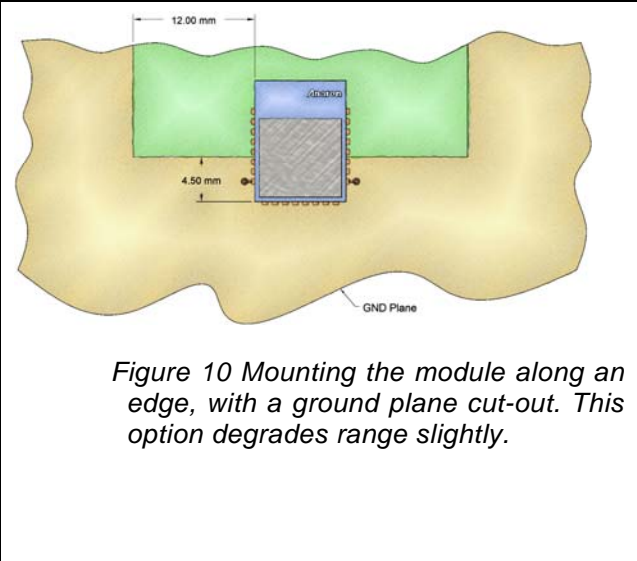 12.00 mm
Anaren
4.50 mm
GND Plane
Figure 10 Mounting the module along an
edge, with a ground plane cut-out. This
option degrades range slightly.